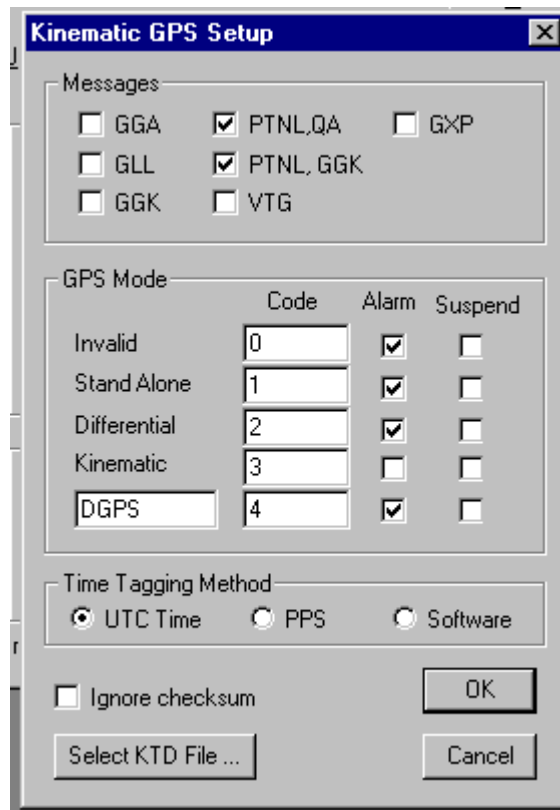 Kinematic GPS Setup
Messages
GGA PTNL,QA GXP
GLL PTNL, GGK
GGK VTG
GPS Mode
Code Alarm Suspend
Invalid 0
Stand Alone 1
Differential 2
Kinematic 3
DGPS 4
Time Tagging Method
UTC Time PPS Software
Ignore checksum OK
Select KTD File ... Cancel